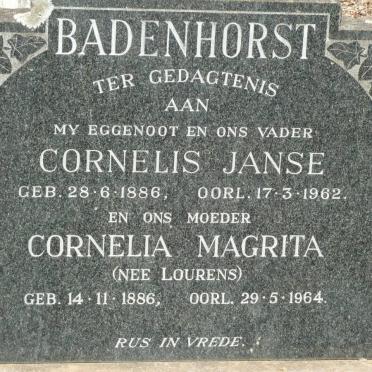 BADENHORST
TER GEDAGTENIS
AAN
MY EGGENOOT EN ONS VADER
CORNELIS JANSE
GEB. 28·6·1886, OORL. 17·3·1962.
EN ONS MOEDER
CORNELIA MAGRITA
(NEE LOURENS)
GEB. 14·11·1886, OORL. 29·5·1964.
RUS IN VREDE.